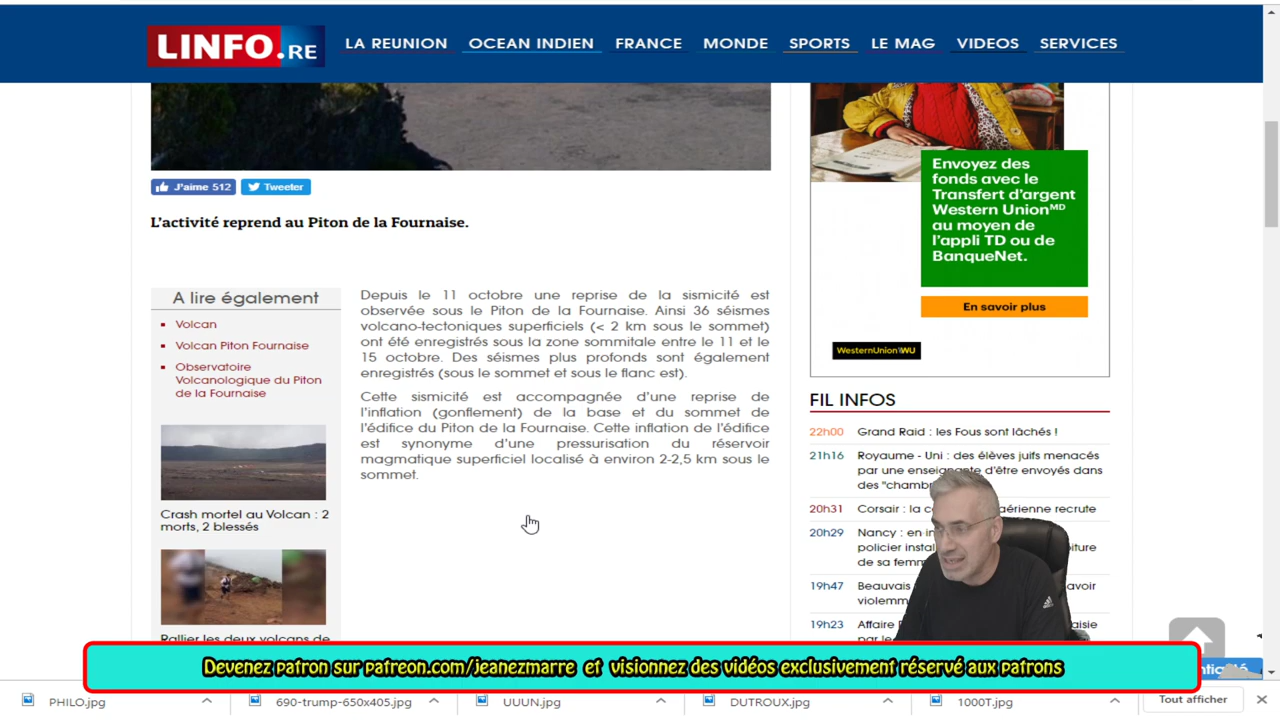 LINFO.RE
LA REUNION
OCEAN INDIEN
FRANCE
MONDE
SPORTS
LE MAG
VIDEOS
SERVICES
J'aime 512
Tweeter
L'activité reprend au Piton de la Fournaise.
A lire également
Volcan
Volcan Piton Fournaise
Observatoire
Volcanologique du Piton
de la Fournaise
Crash mortel au Volcan : 2
morts, 2 blessés
Rallier les deux volcans de
Depuis le 11 octobre une reprise de la sismicité est
observée sous le Piton de la Fournaise. Ainsi 36 séismes
volcano-tectoniques superficiels (< 2 km sous le sommet)
ont été enregistrés sous la zone sommitale entre le 11 et le
15 octobre. Des séismes plus profonds sont également
enregistrés (sous le sommet et sous le flanc est).
Cette sismicité est accompagnée d'une reprise de
l'inflation (gonflement) de la base et du sommet de
l'édifice du Piton de la Fournaise. Cette inflation de l'édifice
est synonyme d'une pressurisation du réservoir
magmatique superficiel localisé à environ 2-2,5 km sous le
sommet.
Envoyez des
fonds avec le
Transfert d'argent
Western Union MD
au moyen de
l'appli TD ou de
BanqueNet.
En savoir plus
WesternUnion WU
FIL INFOS
22h00 Grand Raid : les Fous sont lâchés !
21h16 Royaume - Uni : des élèves juifs menacés
par une enseignante d'être envoyés dans
des "chamb
20h31 Corsair : la c aérienne recrute
20h29 Nancy : en in
policier instal iture
de sa femm
19h47 Beauvais avoir
violemm
19h23 Affaire aisie
par le
Devenez patron sur patreon.com/jeanezmarre et visionnez des vidéos exclusivement réservé aux patrons
PHILO.jpg
690-trump-650x405.jpg
UUUN.jpg
DUTROUX.jpg
1000T.jpg
Tout afficher